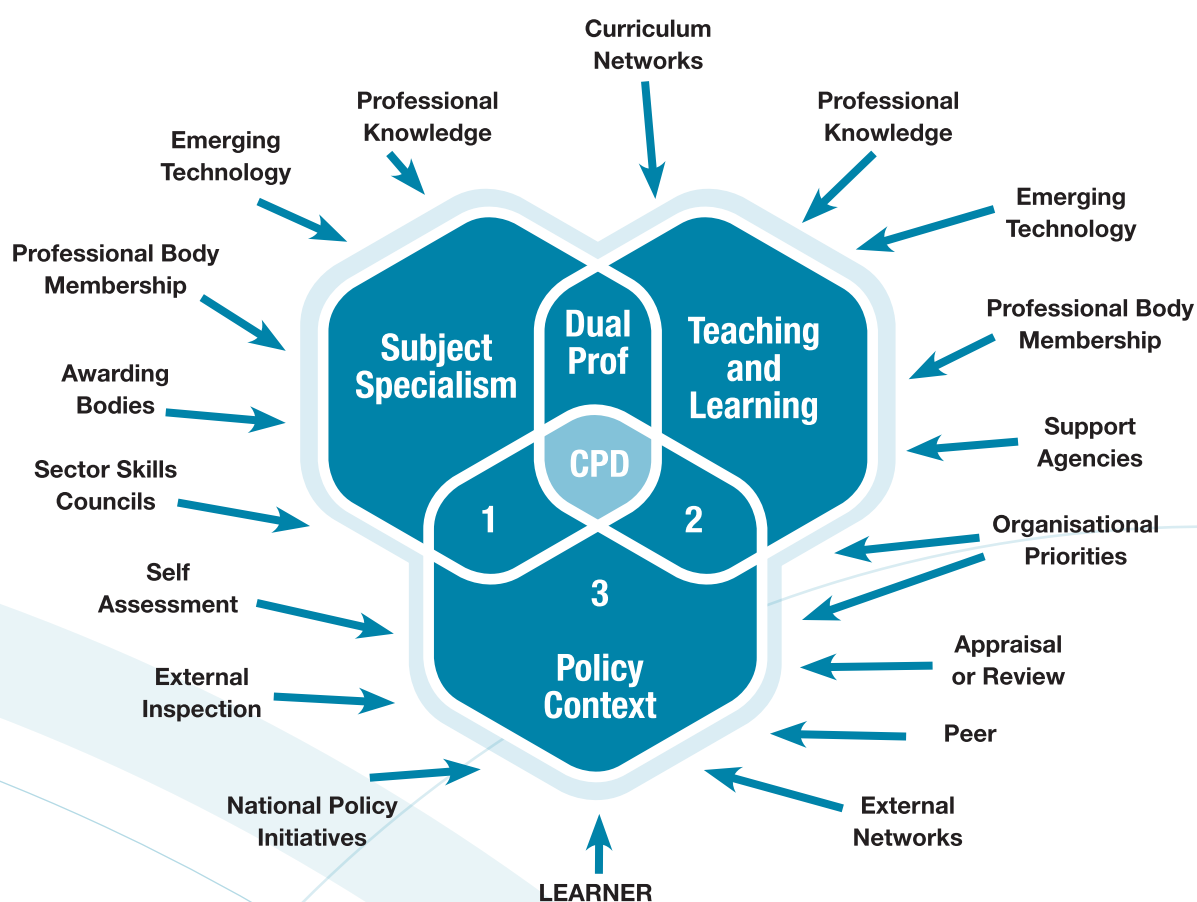 Curriculum
Networks
Professional
Knowledge
Professional
Knowledge
Emerging
Technology
Emerging
Technology
Professional Body
Membership
Professional Body
Membership
Dual
Prof
Subject
Specialism
Teaching
and
Learning
Awarding
Bodies
Support
Agencies
CPD
Sector Skills
Councils
1
2
Organisational
Priorities
Self
Assessment
3
Appraisal
or Review
Policy
Context
External
Inspection
Peer
National Policy
Initiatives
External
Networks
LEARNER